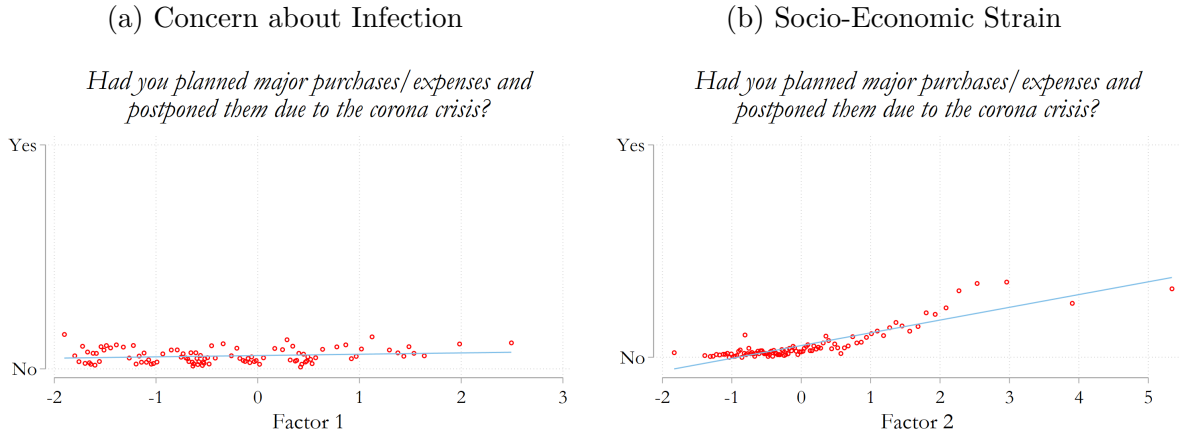 (a) Concern about Infection
Had you planned major purchases/expenses and
postponed them due to the corona crisis?
Yes
No
-2 -1 0 1 2 3
Factor 1
(b) Socio-Economic Strain
Had you planned major purchases/expenses and
postponed them due to the corona crisis?
Yes
No
-2 -1 0 1 2 3 4 5
Factor 2